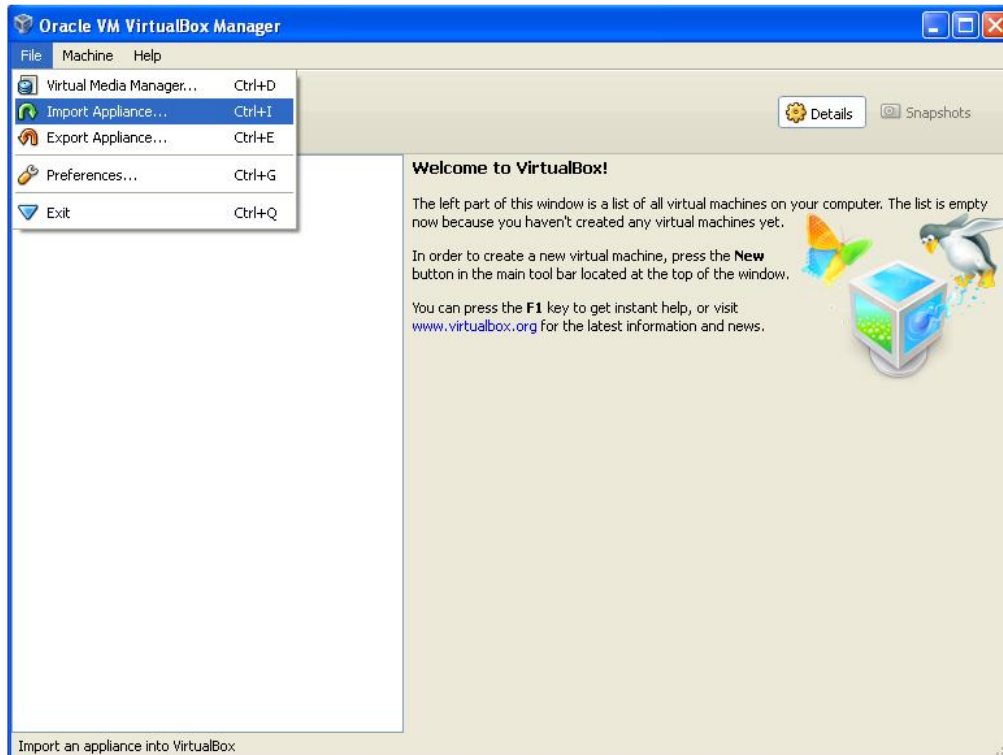 Oracle VM VirtualBox Manager
File Machine Help
Virtual Media Manager... Ctrl+D
Import Appliance... Ctrl+I
Export Appliance... Ctrl+E
Preferences... Ctrl+G
Exit Ctrl+Q
Details Snapshots
Welcome to VirtualBox!
The left part of this window is a list of all virtual machines on your computer. The list is empty
now because you haven't created any virtual machines yet.
In order to create a new virtual machine, press the New
button in the main tool bar located at the top of the window.
You can press the F1 key to get instant help, or visit
www.virtualbox.org for the latest information and news.
Import an appliance into VirtualBox